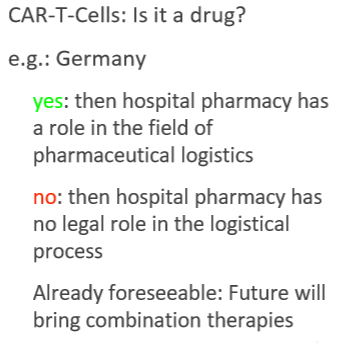 CAR-T-Cells: Is it a drug?
e.g.: Germany
yes: then hospital pharmacy has
a role in the field of
pharmaceutical logistics
no: then hospital pharmacy has
no legal role in the logistical
process
Already foreseeable: Future will
bring combination therapies